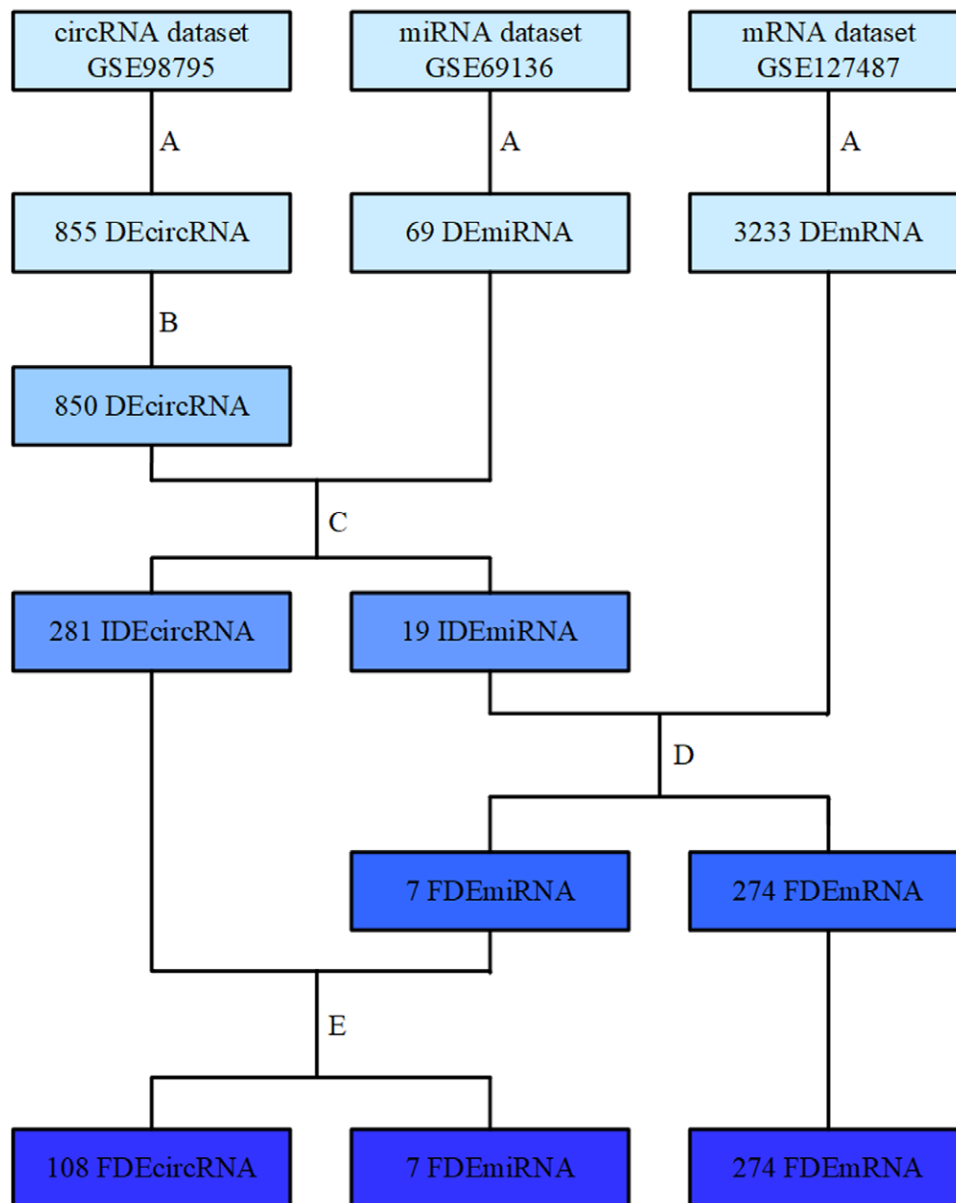 circRNA dataset
GSE98795
miRNA dataset
GSE69136
mRNA dataset
GSE127487
A
A
A
855 DEcircRNA
69 DEmiRNA
3233 DEmRNA
B
850 DEcircRNA
C
281 IDEcircRNA
19 IDEmiRNA
D
7 FDEmiRNA
274 FDEmRNA
E
108 FDEcircRNA
7 FDEmiRNA
274 FDEmRNA